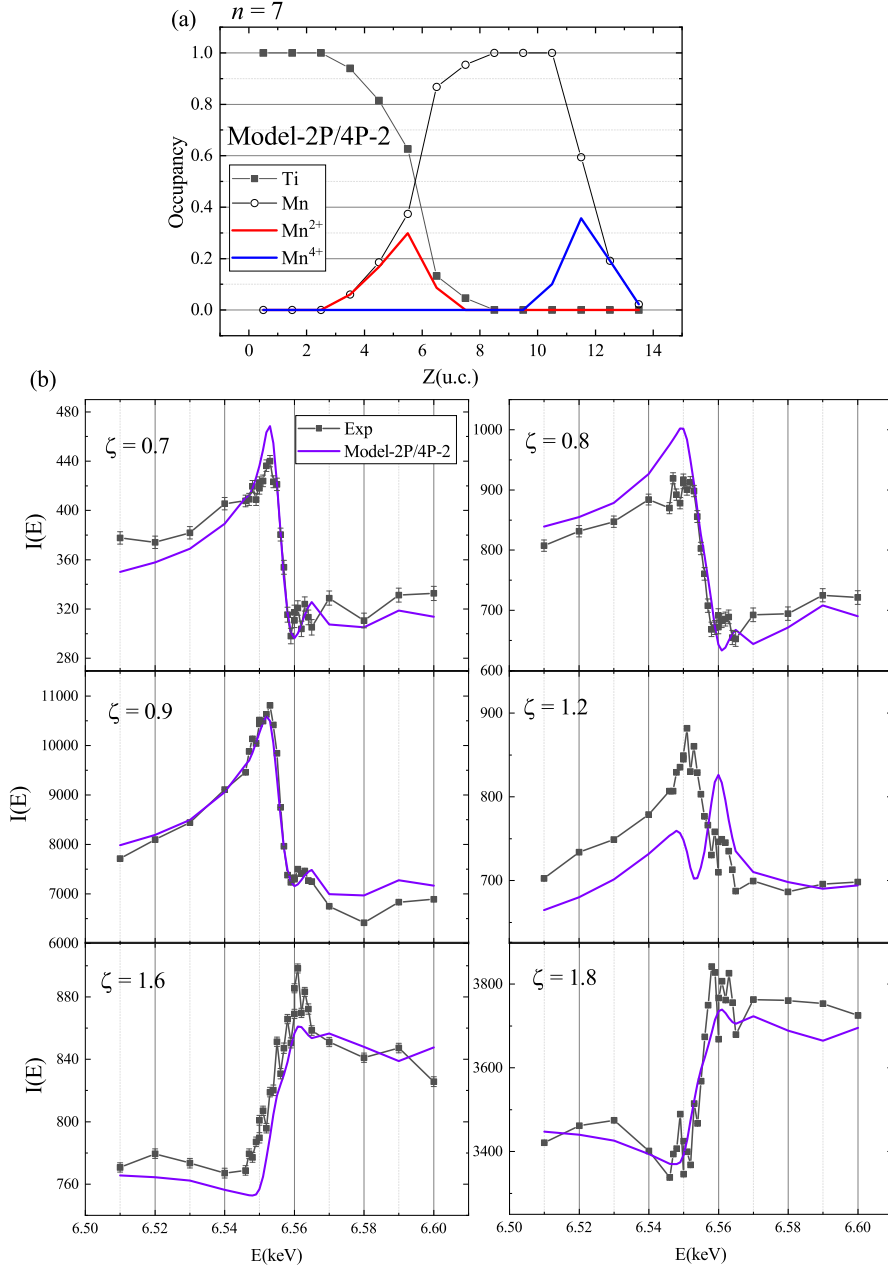 (a)
n = 7
1.0
0.8
0.6
0.4
0.2
0.0
Occupancy
Model-2P/4P-2
Ti
Mn
Mn²⁺
Mn⁴⁺
0 2 4 6 8 10 12 14
Z(u.c.)
(b)
480
440
400
360
320
280
I(E)
ζ = 0.7
Exp
Model-2P/4P-2
1000
900
800
700
600
ζ = 0.8
11000
10000
9000
8000
7000
6000
I(E)
ζ = 0.9
900
800
700
ζ = 1.2
880
840
800
760
I(E)
ζ = 1.6
6.50 6.52 6.54 6.56 6.58 6.60
E(keV)
3800
3600
3400
ζ = 1.8
6.50 6.52 6.54 6.56 6.58 6.60
E(keV)